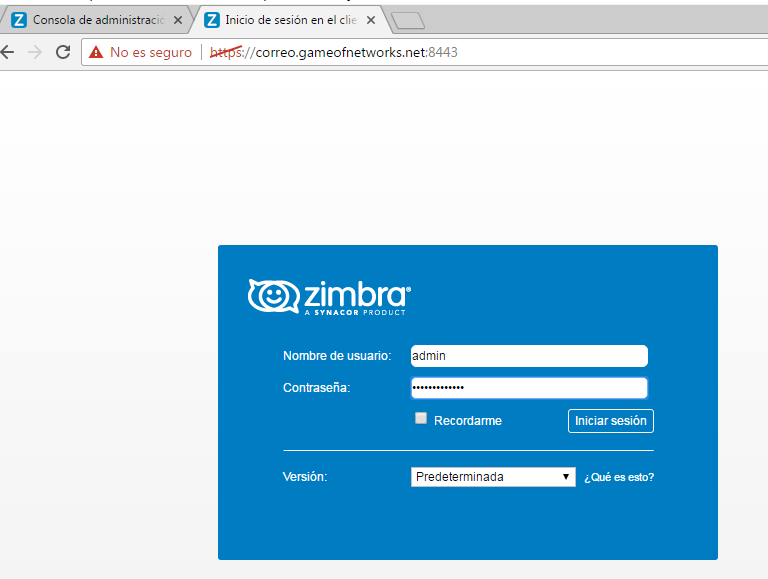 Consola de administració
Inicio de sesión en el clie
No es seguro https://correo.gameofnetworks.net:8443
zimbra®
A SYNACOR PRODUCT
Nombre de usuario: admin
Contraseña: •••••••••••••
Recordarme Iniciar sesión
Versión: Predeterminada ¿Qué es esto?